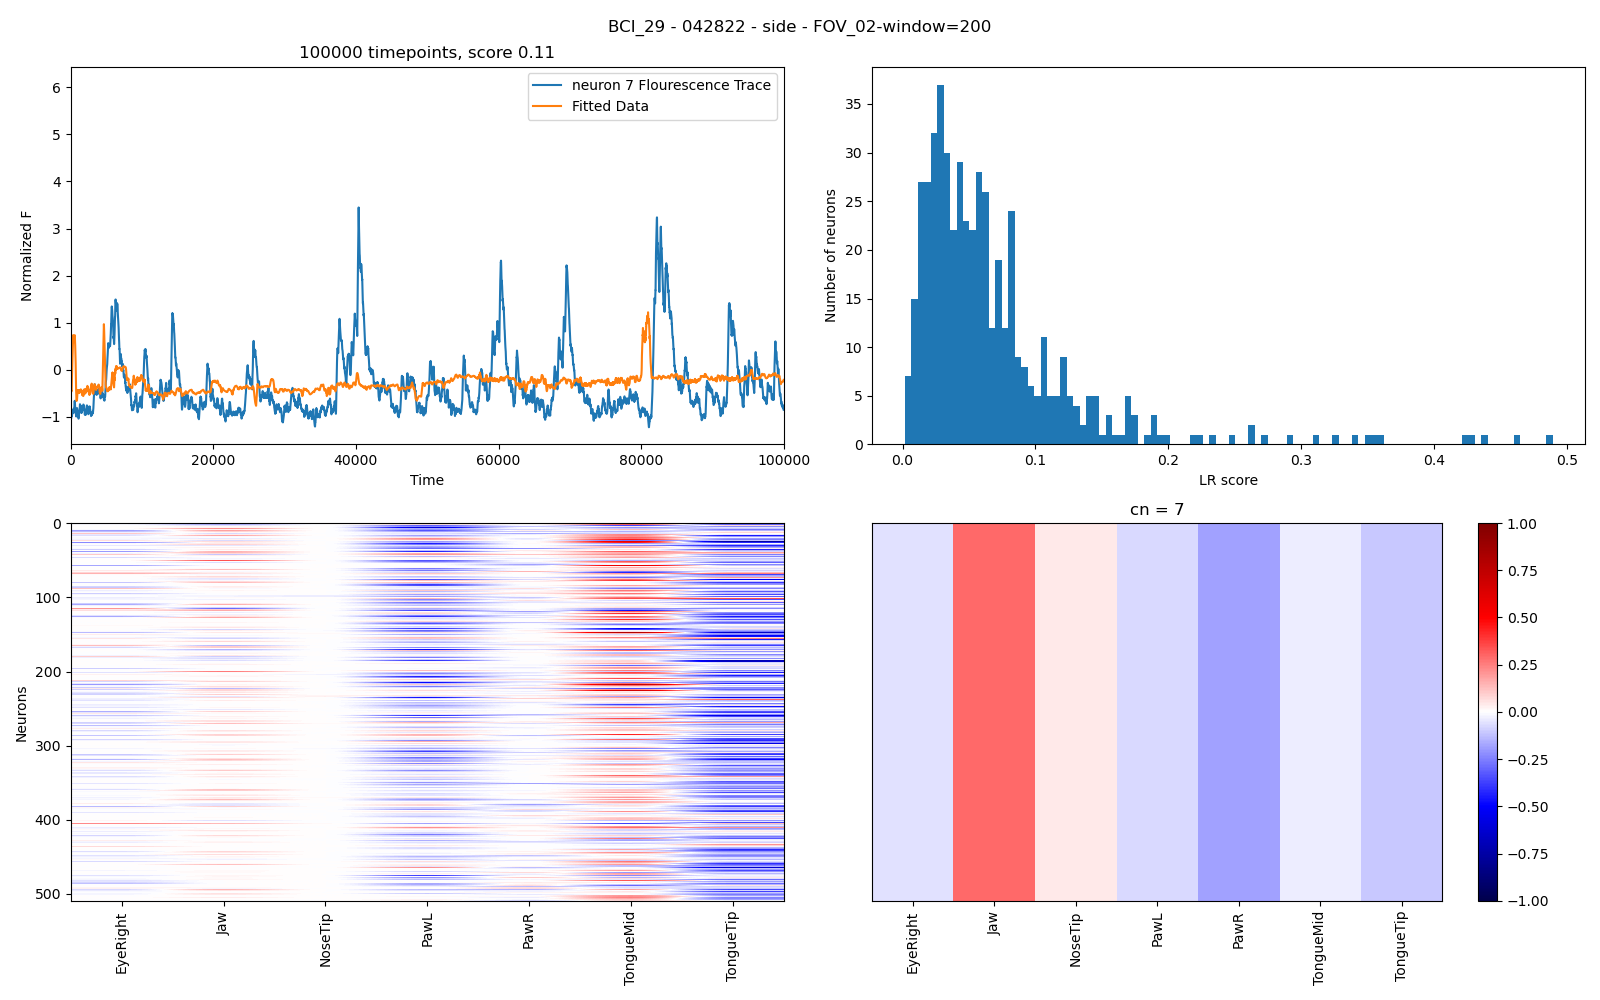 BCI_29 - 042822 - side - FOV_02-window=200
100000 timepoints, score 0.11
neuron 7 Flourescence Trace
Fitted Data
6
5
4
3
2
1
0
−1
Normalized F
0
20000
40000
60000
80000
100000
Time
35
30
25
20
15
10
5
0
Number of neurons
0.0
0.1
0.2
0.3
0.4
0.5
LR score
0
100
200
300
400
500
Neurons
EyeRight
Jaw
NoseTip
PawL
PawR
TongueMid
TongueTip
cn = 7
EyeRight
Jaw
NoseTip
PawL
PawR
TongueMid
TongueTip
1.00
0.75
0.50
0.25
0.00
−0.25
−0.50
−0.75
−1.00